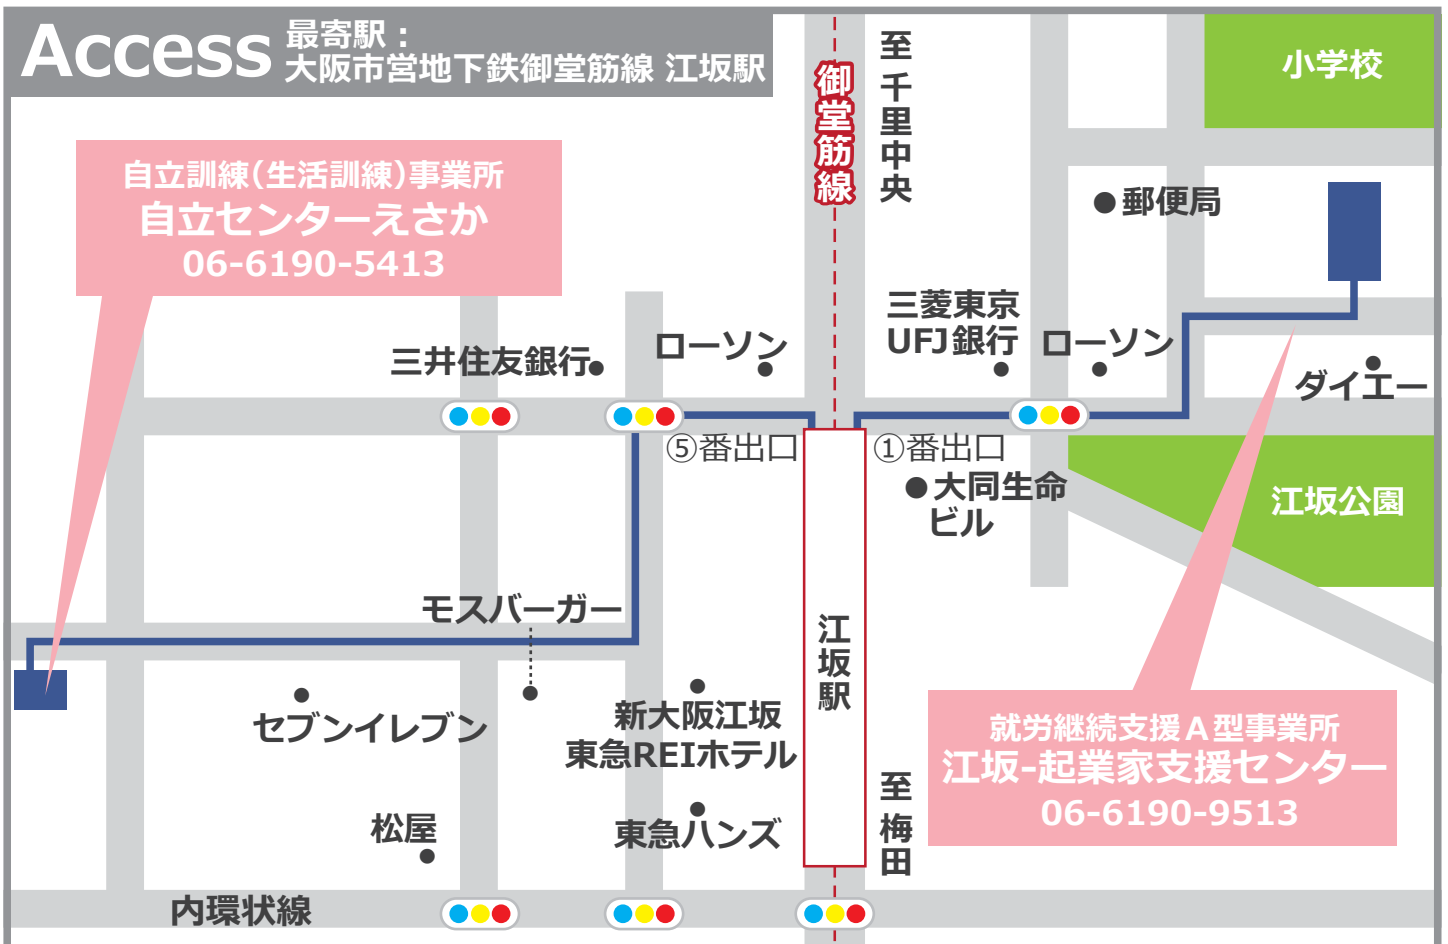 Access
最寄駅：
大阪市営地下鉄御堂筋線 江坂駅
御堂筋線
至 千里中央
小学校
自立訓練(生活訓練)事業所
自立センターえさか
06-6190-5413
郵便局
三菱東京
UFJ銀行
ローソン
三井住友銀行
ローソン
ダイエー
⑤番出口
①番出口
大同生命
ビル
江坂公園
モスバーガー
江坂駅
セブンイレブン
新大阪江坂
東急REIホテル
就労継続支援A型事業所
江坂-起業家支援センター
06-6190-9513
至 梅田
松屋
東急ハンズ
内環状線